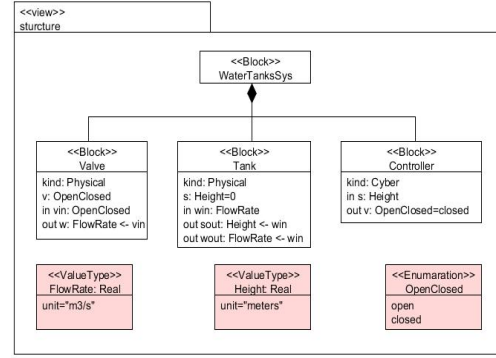 <<view>>
sturcture
<<Block>>
WaterTanksSys
<<Block>>
Valve
kind: Physical
v: OpenClosed
in vin: OpenClosed
out w: FlowRate <- vin
<<Block>>
Tank
kind: Physical
s: Height=0
in win: FlowRate
out sout: Height <- win
out wout: FlowRate <- win
<<Block>>
Controller
kind: Cyber
in s: Height
out v: OpenClosed=closed
<<ValueType>>
FlowRate: Real
unit="m3/s"
<<ValueType>>
Height: Real
unit="meters"
<<Enumaration>>
OpenClosed
open
closed